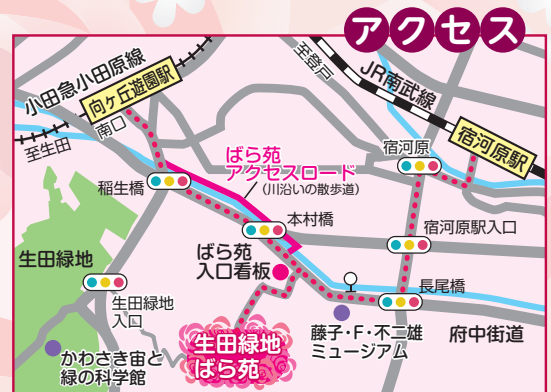 アクセス
小田急小田原線
向ヶ丘遊園駅
南口
至生田
至登戸
JR南武線
宿河原
宿河原駅
ばら苑
アクセスロード
(川沿いの散歩道)
稲生橋
本村橋
宿河原駅入口
ばら苑
入口看板
生田緑地
長尾橋
生田緑地
入口
藤子・F・不二雄
ミュージアム
府中街道
生田緑地
ばら苑
かわさき宙と
緑の科学館